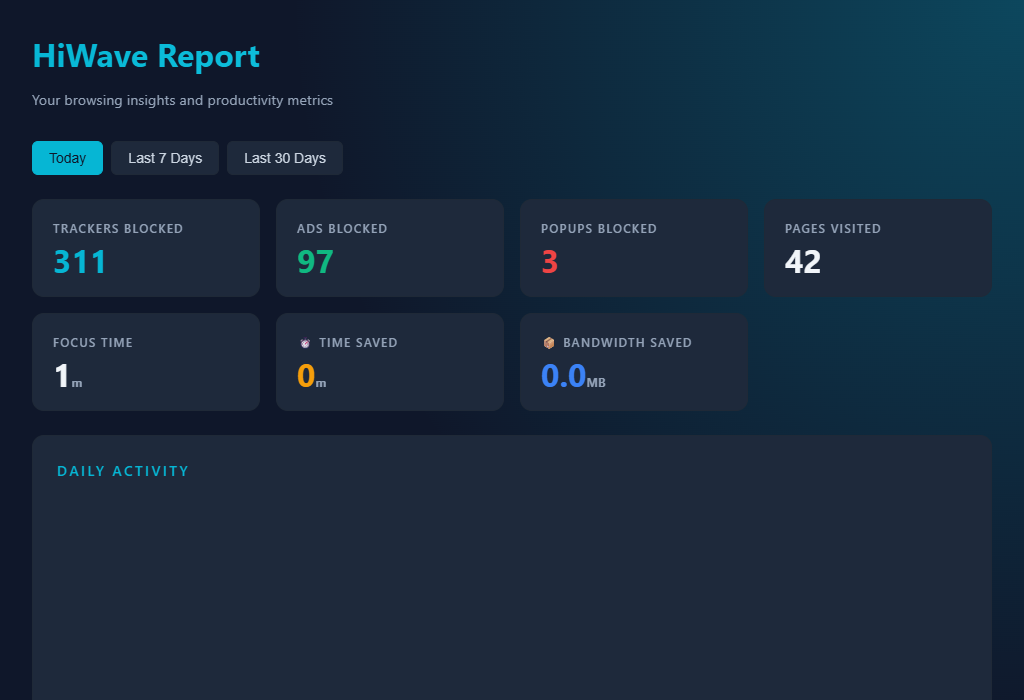 HiWave Report
Your browsing insights and productivity metrics
Today Last 7 Days Last 30 Days
TRACKERS BLOCKED ADS BLOCKED POPUPS BLOCKED PAGES VISITED
311 97 3 42
FOCUS TIME TIME SAVED BANDWIDTH SAVED
1m 0m 0.0MB
DAILY ACTIVITY